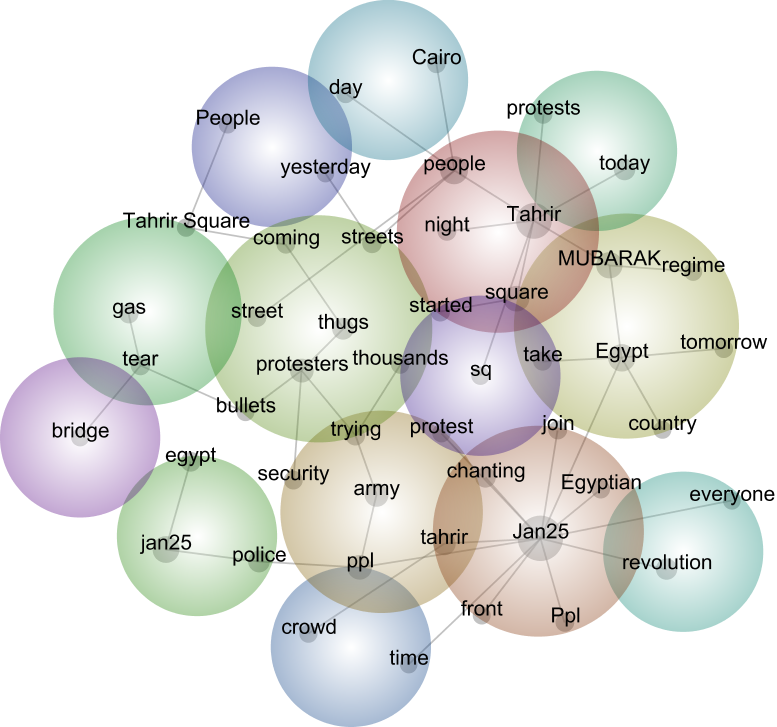 Cairo
day
protests
People
people
today
yesterday
Tahrir
Tahrir Square
night
coming
streets
MUBARAK
regime
square
gas
street
started
thugs
tomorrow
tear
protesters
thousands
take
Egypt
sq
bullets
bridge
trying
protest
join
country
egypt
security
chanting
Egyptian
army
everyone
jan25
tahrir
Jan25
police
ppl
revolution
front
Ppl
crowd
time